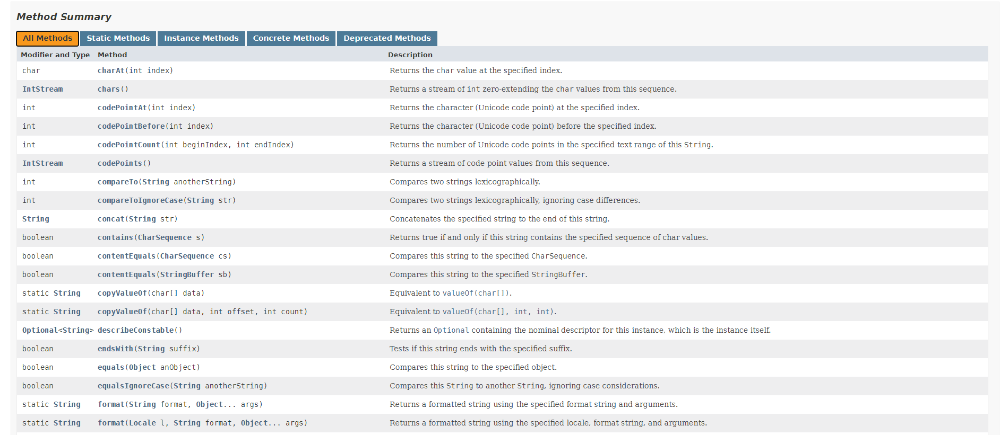 Method Summary
All Methods Static Methods Instance Methods Concrete Methods Deprecated Methods
Modifier and Type Method Description
char charAt(int index) Returns the char value at the specified index.
IntStream chars() Returns a stream of int zero-extending the char values from this sequence.
int codePointAt(int index) Returns the character (Unicode code point) at the specified index.
int codePointBefore(int index) Returns the character (Unicode code point) before the specified index.
int codePointCount(int beginIndex, int endIndex) Returns the number of Unicode code points in the specified text range of this String.
IntStream codePoints() Returns a stream of code point values from this sequence.
int compareTo(String anotherString) Compares two strings lexicographically.
int compareToIgnoreCase(String str) Compares two strings lexicographically, ignoring case differences.
String concat(String str) Concatenates the specified string to the end of this string.
boolean contains(CharSequence s) Returns true if and only if this string contains the specified sequence of char values.
boolean contentEquals(CharSequence cs) Compares this string to the specified CharSequence.
boolean contentEquals(StringBuffer sb) Compares this string to the specified StringBuffer.
static String copyValueOf(char[] data) Equivalent to valueOf(char[]).
static String copyValueOf(char[] data, int offset, int count) Equivalent to valueOf(char[], int, int).
Optional<String> describeConstable() Returns an Optional containing the nominal descriptor for this instance, which is the instance itself.
boolean endsWith(String suffix) Tests if this string ends with the specified suffix.
boolean equals(Object anObject) Compares this string to the specified object.
boolean equalsIgnoreCase(String anotherString) Compares this String to another String, ignoring case considerations.
static String format(String format, Object... args) Returns a formatted string using the specified format string and arguments.
static String format(Locale l, String format, Object... args) Returns a formatted string using the specified locale, format string, and arguments.